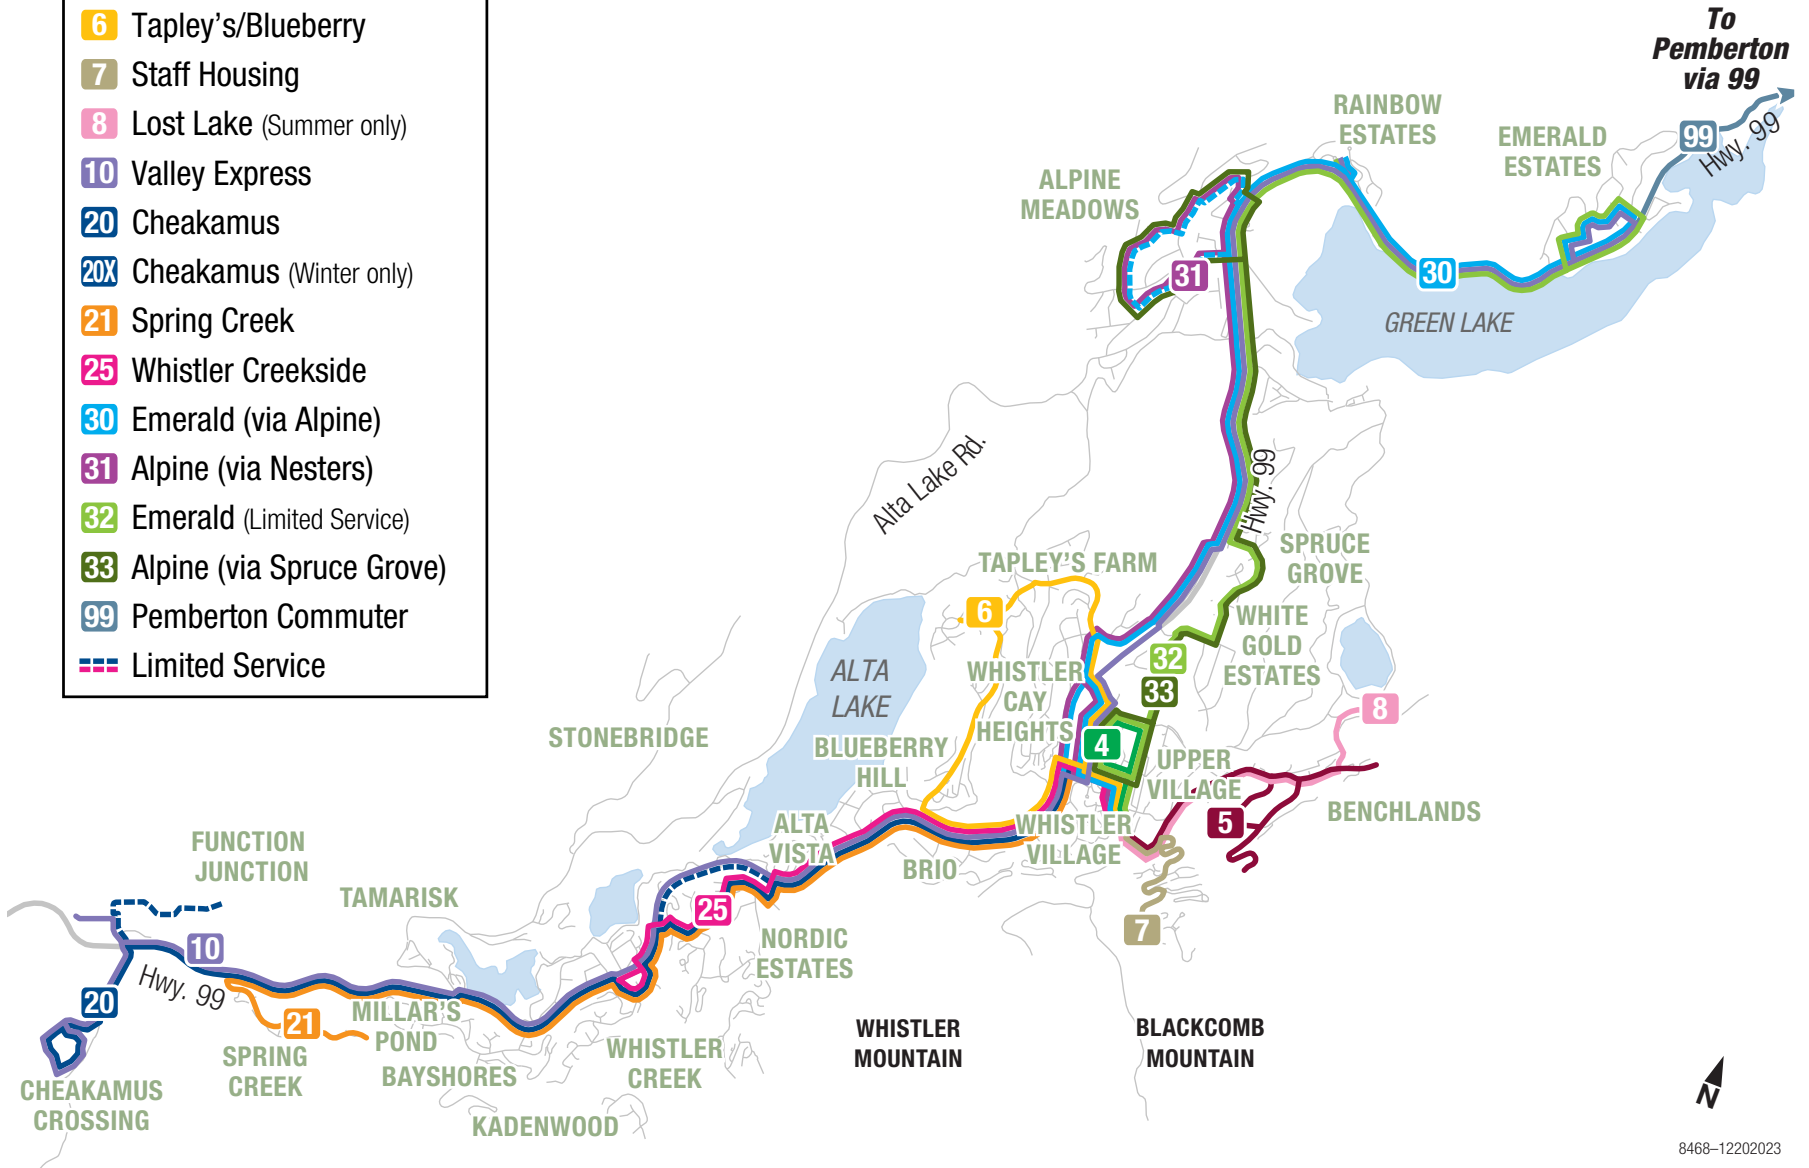 6 Tapley's/Blueberry
7 Staff Housing
8 Lost Lake (Summer only)
10 Valley Express
20 Cheakamus
20X Cheakamus (Winter only)
21 Spring Creek
25 Whistler Creekside
30 Emerald (via Alpine)
31 Alpine (via Nesters)
32 Emerald (Limited Service)
33 Alpine (via Spruce Grove)
99 Pemberton Commuter
Limited Service
To
Pemberton
via 99
99
Hwy. 99
RAINBOW
ESTATES
EMERALD
ESTATES
ALPINE
MEADOWS
31
30
GREEN LAKE
Alta Lake Rd.
Hwy. 99
SPRUCE
GROVE
TAPLEY'S FARM
6
WHITE
GOLD
ESTATES
32
33
ALTA
LAKE
WHISTLER
CAY
HEIGHTS
8
4
STONEBRIDGE
BLUEBERRY
HILL
UPPER
VILLAGE
5
BENCHLANDS
ALTA
VISTA
WHISTLER
VILLAGE
BRIO
FUNCTION
JUNCTION
TAMARISK
25
7
10
NORDIC
ESTATES
Hwy. 99
20
21
MILLAR'S
POND
SPRING
CREEK
BAYSHORES
WHISTLER
CREEK
WHISTLER
MOUNTAIN
BLACKCOMB
MOUNTAIN
CHEAKAMUS
CROSSING
KADENWOOD
N
8468–12202023